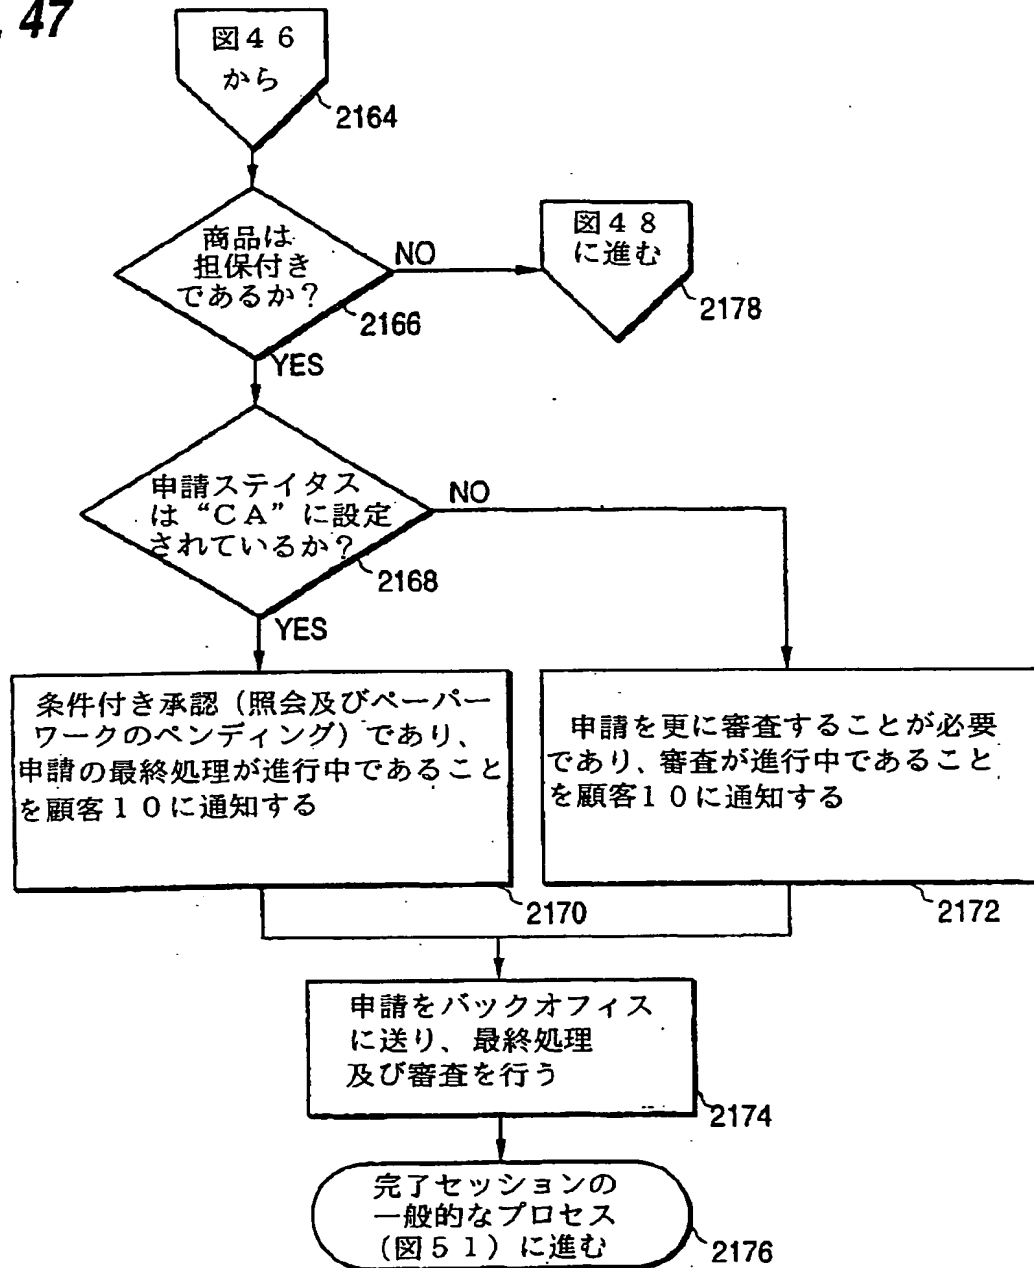 . 47
図４６
から
2164
商品は
担保付き
であるか？
NO
2166
YES
図４８
に進む
2178
申請ステイタス
は“ＣＡ”に設定
されているか？
NO
2168
YES
条件付き承認（照会及びペーパー
ワークのペンディング）であり、
申請の最終処理が進行中であること
を顧客１０に通知する
2170
申請を更に審査することが必要
であり、審査が進行中であること
を顧客１０に通知する
2172
申請をバックオフィス
に送り、最終処理
及び審査を行う
2174
完了セッションの
一般的なプロセス
（図５１）に進む
2176